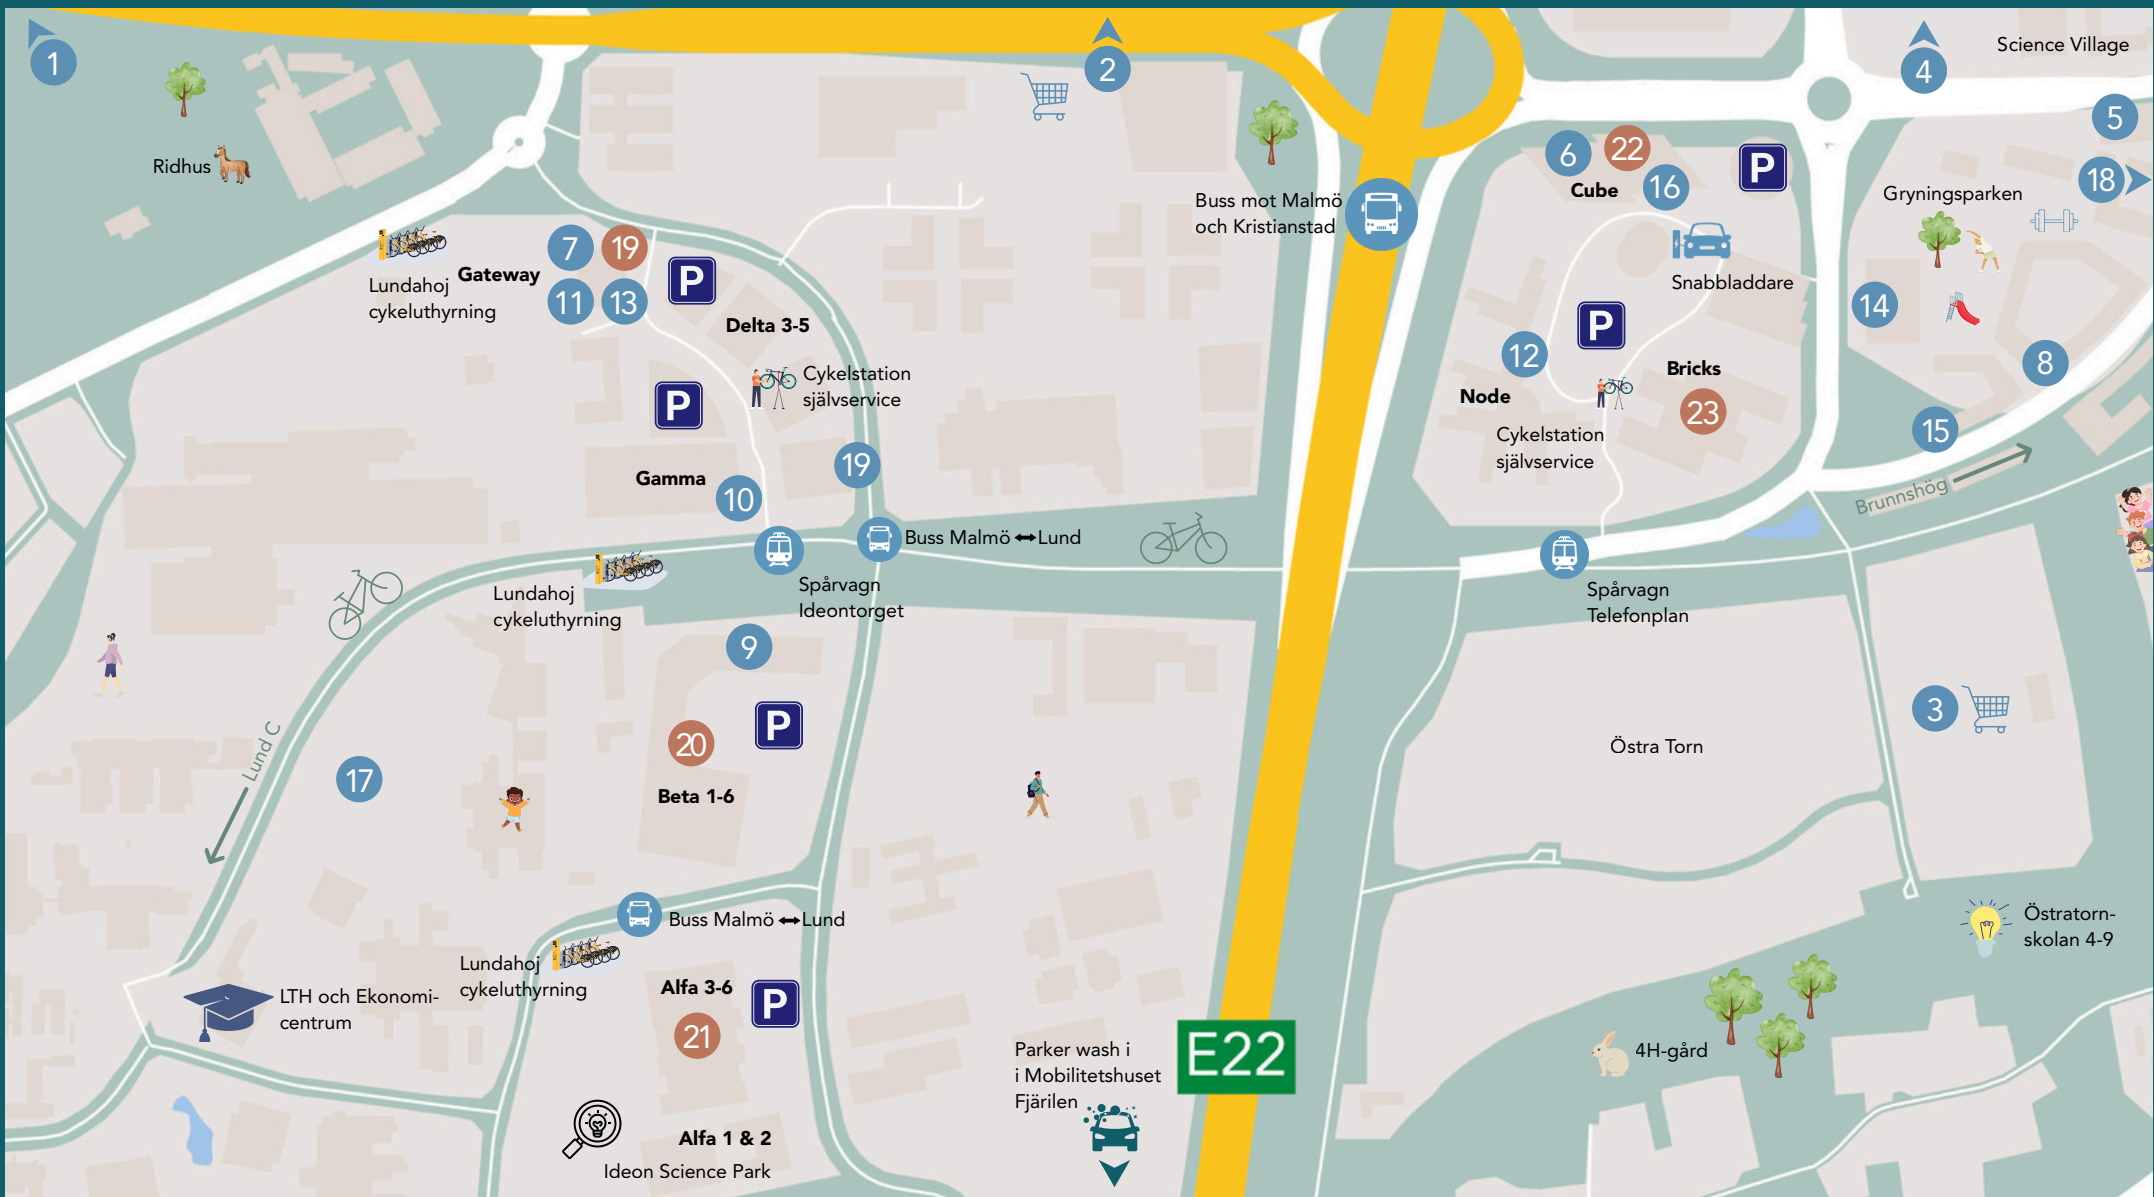 1
2
4
Science Village
5
Ridhus
6
22
16
Cube
P
18
Gryningsparken
Buss mot Malmö
och Kristianstad
7
19
Gateway
11
13
Lundahoj
cykeluthyrning
P
Delta 3-5
Snabbladdare
14
P
12
Node
Bricks
23
8
15
Brunnshög
Cykelstation
självservice
P
Cykelstation
självservice
Gamma
10
19
Buss Malmö ↔ Lund
Spårvagn
Ideontorget
Lundahoj
cykeluthyrning
Spårvagn
Telefonplan
9
P
20
Beta 1-6
3
Östra Torn
Lund C
17
Buss Malmö ↔ Lund
Lundahoj
cykeluthyrning
Östratorn-
skolan 4-9
LTH och Ekonomi-
centrum
Alfa 3-6
P
21
Parker wash i
i Mobilitetshuset
Fjärilen
E22
4H-gård
Alfa 1 & 2
Ideon Science Park